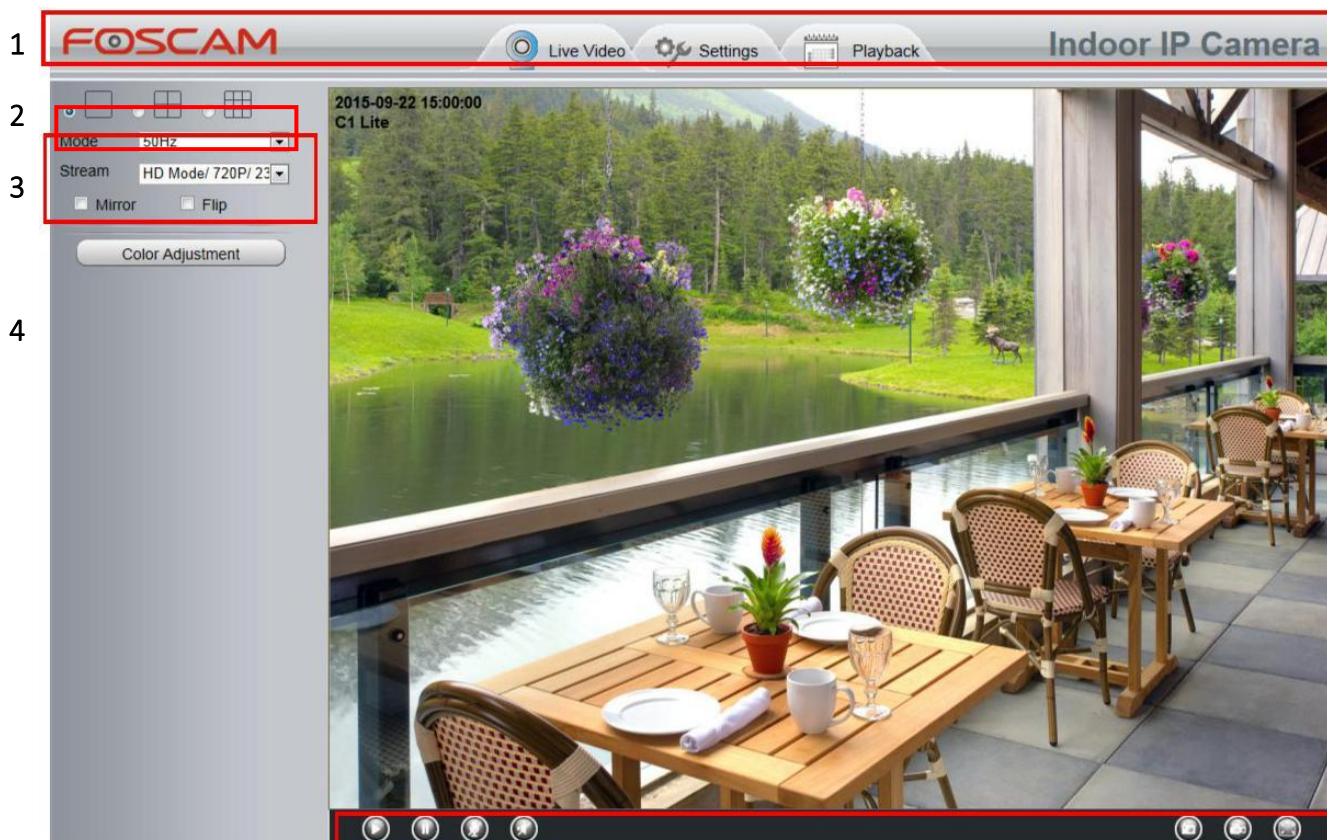 1
FOSCAM
Live Video
Settings
Playback
Indoor IP Camera
2
2015-09-22 15:00:00
C1 Lite
Mode
50Hz
3
Stream
HD Mode/ 720P/ 23
Mirror
Flip
Color Adjustment
4